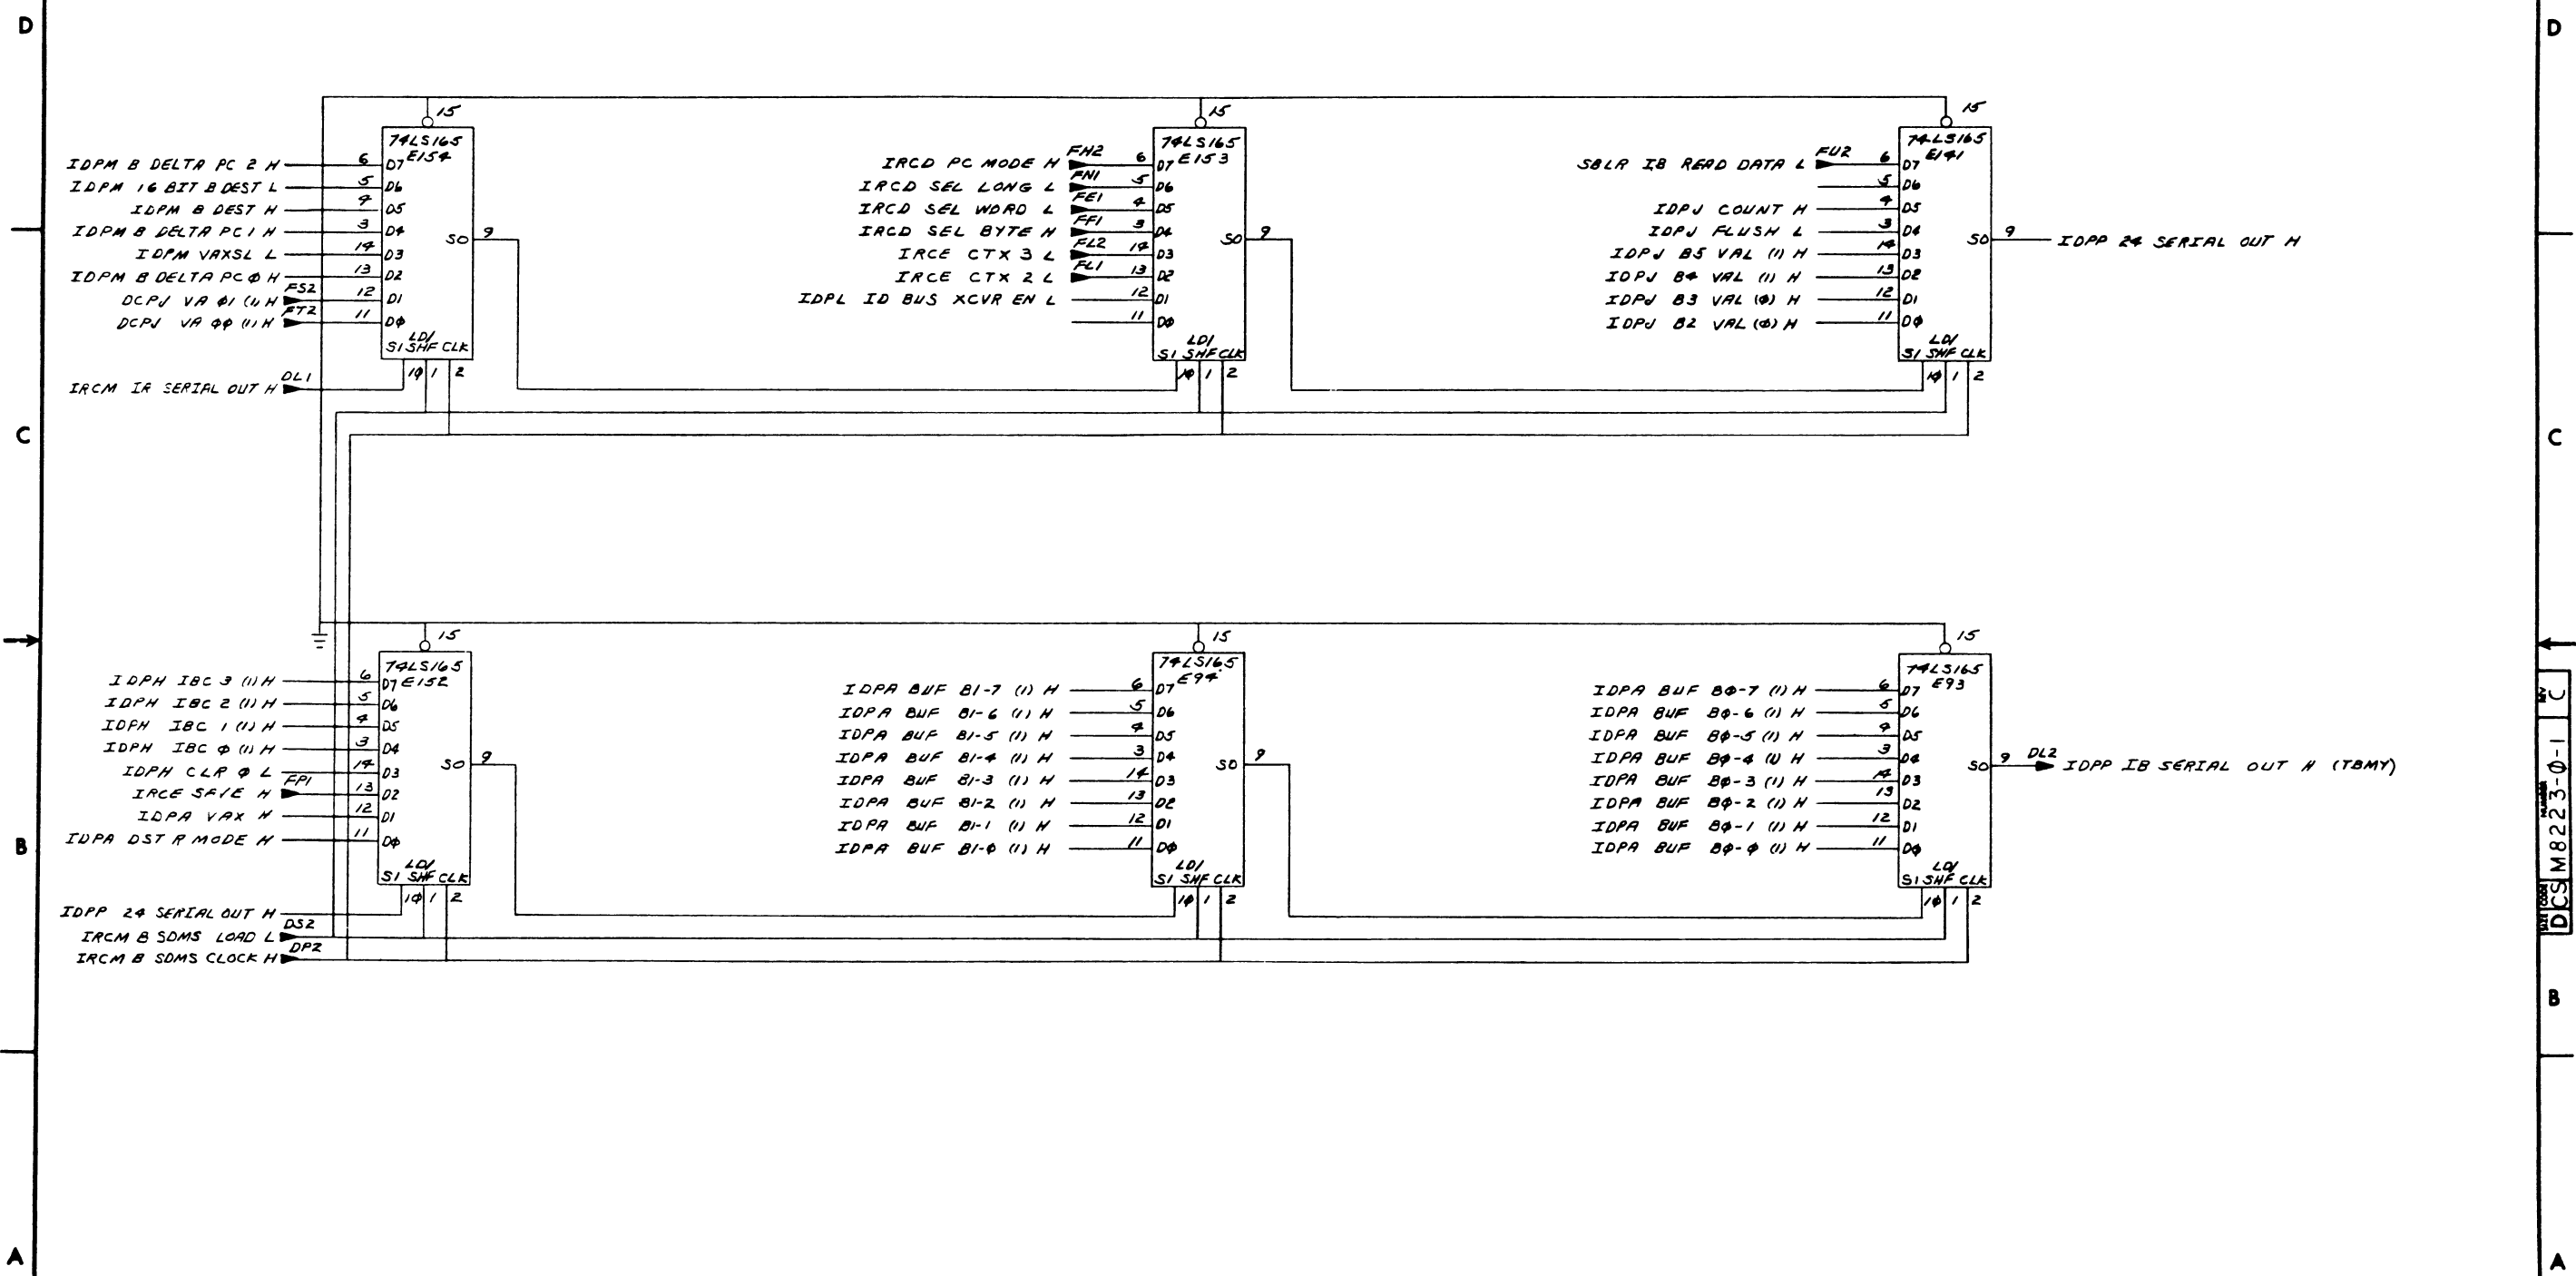 D
D
15
15
15
74LS165
E154
74LS165
E153
74LS165
E141
IDPM B DELTA PC 2 H 6 D7
IDPM 16 BIT B DEST L 5 D6
IDPM B DEST H 4 D5
IDPM B DELTA PC 1 H 3 D4
IDPM VAXSL L 14 D3
IDPM B DELTA PC Φ H 13 D2
DCPJ VA Φ1 (1) H FS2 12 D1
DCPJ VA ΦΦ (1) H FT2 11 DΦ
SO 9
LD/
SI SHF CLK
IRCM IR SERIAL OUT H DL1
1Φ 1 2
IRCD PC MODE H FH2 6 D7
IRCD SEL LONG L FN1 5 D6
IRCD SEL WORD L FE1 4 D5
IRCD SEL BYTE H FF1 3 D4
IRCE CTX 3 L FL2 14 D3
IRCE CTX 2 L FL1 13 D2
IDPL ID BUS XCVR EN L 12 D1
11 DΦ
SO 9
LD/
SI SHF CLK
1Φ 1 2
SBLR IB READ DATA L FU2 6 D7
5 D6
IDPJ COUNT H 4 D5
IDPJ FLUSH L 3 D4
IDPJ B5 VAL (1) H 14 D3
IDPJ B4 VAL (1) H 13 D2
IDPJ B3 VAL (Φ) H 12 D1
IDPJ B2 VAL (Φ) H 11 DΦ
SO 9 IDPP 24 SERIAL OUT H
LD/
SI SHF CLK
1Φ 1 2
C
C
15
15
15
74LS165
E152
74LS165
E94
74LS165
E93
IDPH IBC 3 (1) H 6 D7
IDPH IBC 2 (1) H 5 D6
IDPH IBC 1 (1) H 4 D5
IDPH IBC Φ (1) H 3 D4
IDPH CLR Φ L 14 D3
IRCE SF/E H FP1 13 D2
IDPA VAX H 12 D1
IDPA DST R MODE H 11 DΦ
SO 9
LD/
SI SHF CLK
1Φ 1 2
IDPP 24 SERIAL OUT H
IRCM B SDMS LOAD L DS2
IRCM B SDMS CLOCK H DP2
IDPA BUF B1-7 (1) H 6 D7
IDPA BUF B1-6 (1) H 5 D6
IDPA BUF B1-5 (1) H 4 D5
IDPA BUF B1-4 (1) H 3 D4
IDPA BUF B1-3 (1) H 14 D3
IDPA BUF B1-2 (1) H 13 D2
IDPA BUF B1-1 (1) H 12 D1
IDPA BUF B1-Φ (1) H 11 DΦ
SO 9
LD/
SI SHF CLK
1Φ 1 2
IDPA BUF BΦ-7 (1) H 6 D7
IDPA BUF BΦ-6 (1) H 5 D6
IDPA BUF BΦ-5 (1) H 4 D5
IDPA BUF BΦ-4 (1) H 3 D4
IDPA BUF BΦ-3 (1) H 14 D3
IDPA BUF BΦ-2 (1) H 13 D2
IDPA BUF BΦ-1 (1) H 12 D1
IDPA BUF BΦ-Φ (1) H 11 DΦ
SO 9 DL2 IDPP IB SERIAL OUT H (TBMY)
LD/
SI SHF CLK
1Φ 1 2
B
B
SIZE CODE NUMBER REV
D CS M8223-Φ-1 C
A
A